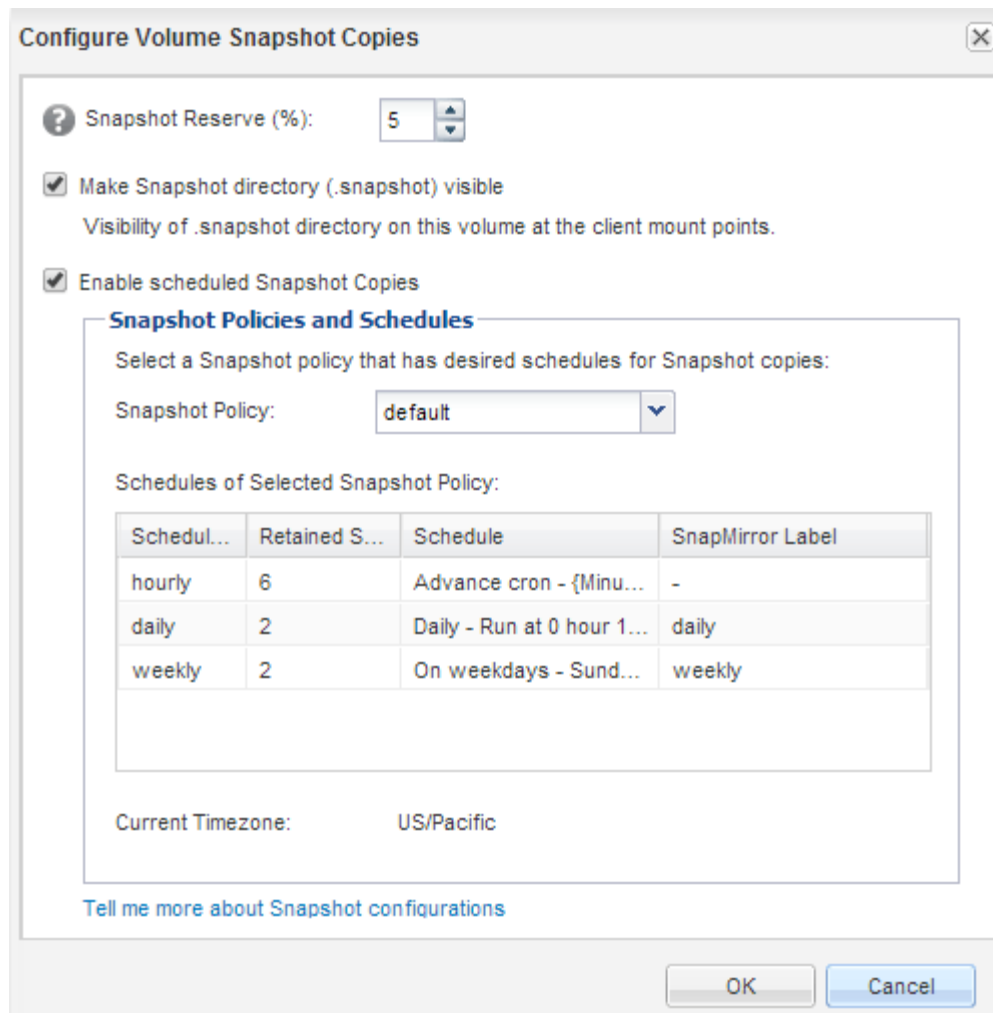 Configure Volume Snapshot Copies
Snapshot Reserve (%): 5
Make Snapshot directory (.snapshot) visible
Visibility of .snapshot directory on this volume at the client mount points.
Enable scheduled Snapshot Copies
Snapshot Policies and Schedules
Select a Snapshot policy that has desired schedules for Snapshot copies:
Snapshot Policy: default
Schedules of Selected Snapshot Policy:
Schedul... Retained S... Schedule SnapMirror Label
hourly 6 Advance cron - {Minu... -
daily 2 Daily - Run at 0 hour 1... daily
weekly 2 On weekdays - Sund... weekly
Current Timezone: US/Pacific
Tell me more about Snapshot configurations
OK Cancel